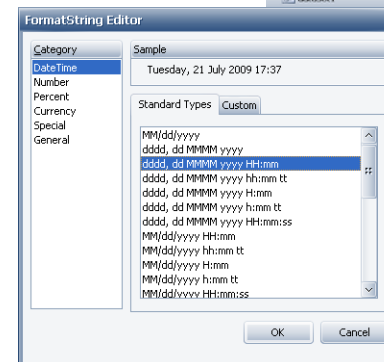 FormatString Editor
Category
DateTime
Number
Percent
Currency
Special
General
Sample
Tuesday, 21 July 2009 17:37
Standard Types Custom
MM/dd/yyyy
dddd, dd MMMM yyyy
dddd, dd MMMM yyyy HH:mm
dddd, dd MMMM yyyy hh:mm tt
dddd, dd MMMM yyyy H:mm
dddd, dd MMMM yyyy h:mm tt
dddd, dd MMMM yyyy HH:mm:ss
MM/dd/yyyy HH:mm
MM/dd/yyyy hh:mm tt
MM/dd/yyyy H:mm
MM/dd/yyyy h:mm tt
MM/dd/yyyy HH:mm:ss
OK Cancel